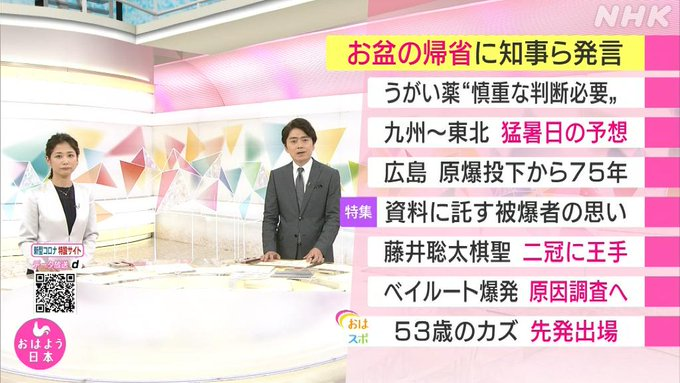 NHK
お盆の帰省に知事ら発言
うがい薬“慎重な判断必要„
九州～東北 猛暑日の予想
広島 原爆投下から75年
特集 資料に託す被爆者の思い
藤井聡太棋聖 二冠に王手
ベイルート爆発 原因調査へ
おはスポ 53歳のカズ 先発出場
新型コロナ 特設サイト
データ放送 d
おはよう
日本